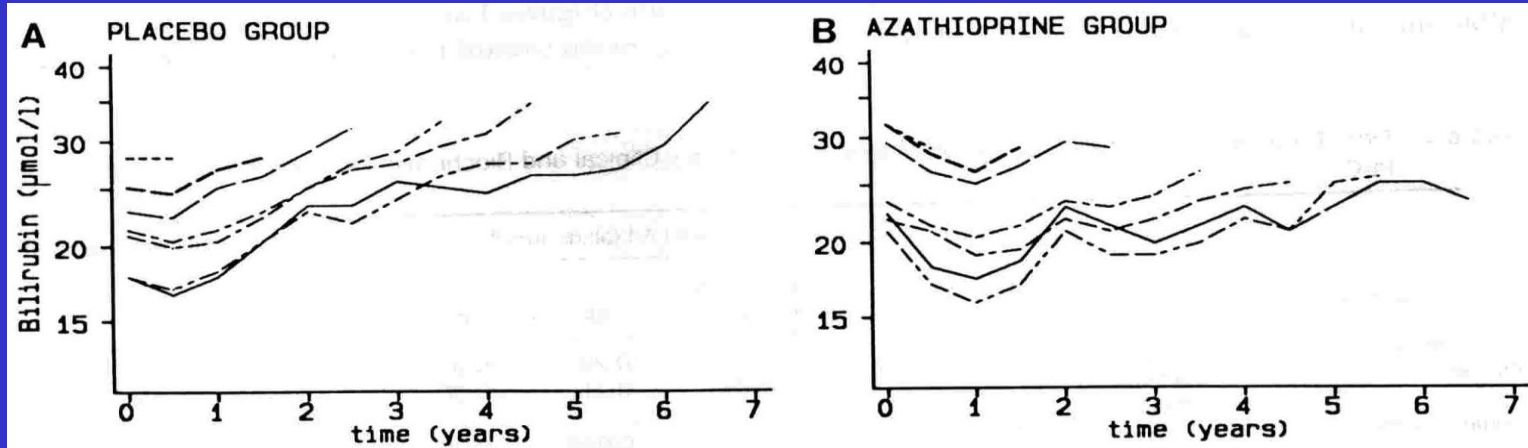 A PLACEBO GROUP
40
30
20
15
Bilirubin (µmol/l)
0 1 2 3 4 5 6 7
time (years)
B AZATHIOPRINE GROUP
40
30
20
15
0 1 2 3 4 5 6 7
time (years)